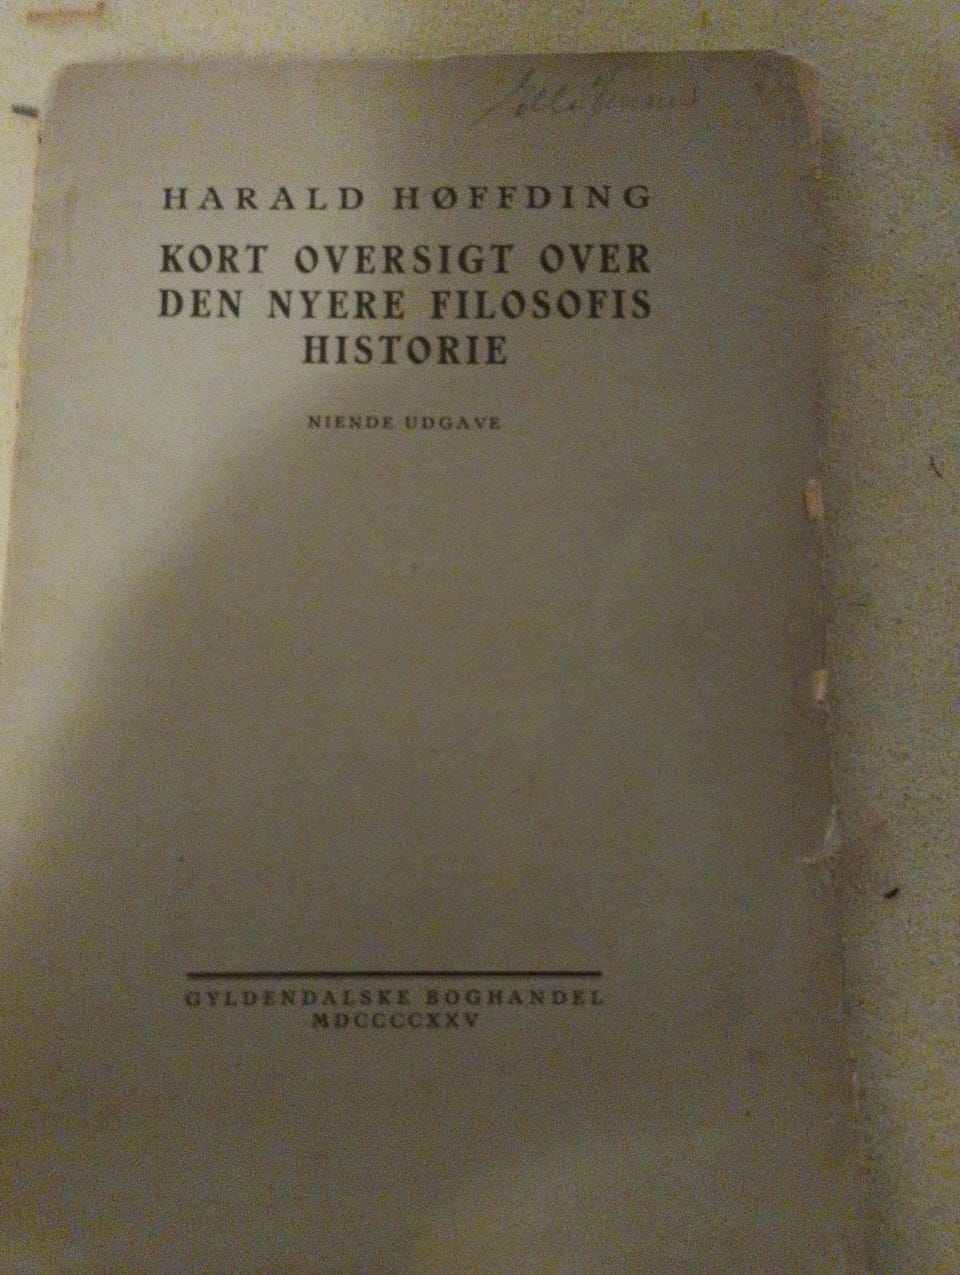 HARALD HØFFDING
KORT OVERSIGT OVER
DEN NYERE FILOSOFIS
HISTORIE
NIENDE UDGAVE
GYLDENDALSKE BOGHANDEL
MDCCCCXXV